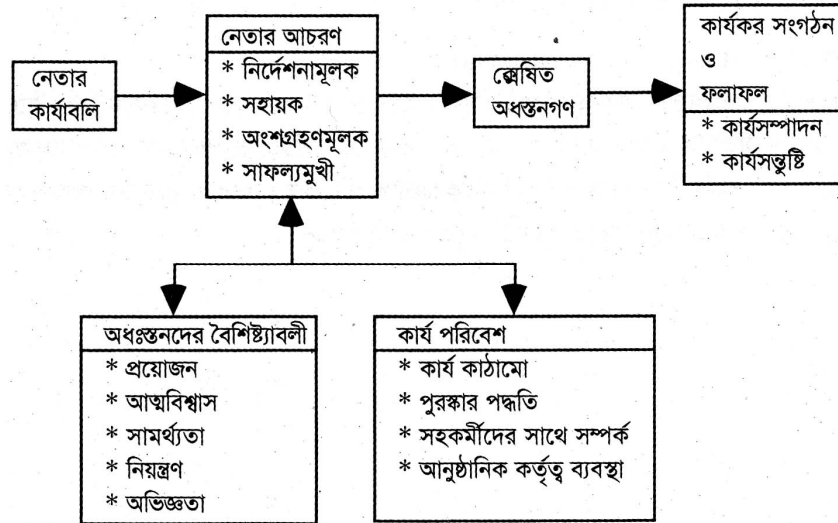 নেতার
কার্যাবলি
নেতার আচরণ
* নির্দেশনামূলক
* সহায়ক
* অংশগ্রহণমূলক
* সাফল্যমুখী
প্রেষিত
অধস্তনগণ
কার্যকর সংগঠন
ও
ফলাফল
* কার্যসম্পাদন
* কার্যসন্তুষ্টি
অধঃস্তনদের বৈশিষ্ট্যাবলী
* প্রয়োজন
* আত্মবিশ্বাস
* সামর্থ্যতা
* নিয়ন্ত্রণ
* অভিজ্ঞতা
কার্য পরিবেশ
* কার্য কাঠামো
* পুরস্কার পদ্ধতি
* সহকর্মীদের সাথে সম্পর্ক
* আনুষ্ঠানিক কর্তৃত্ব ব্যবস্থা